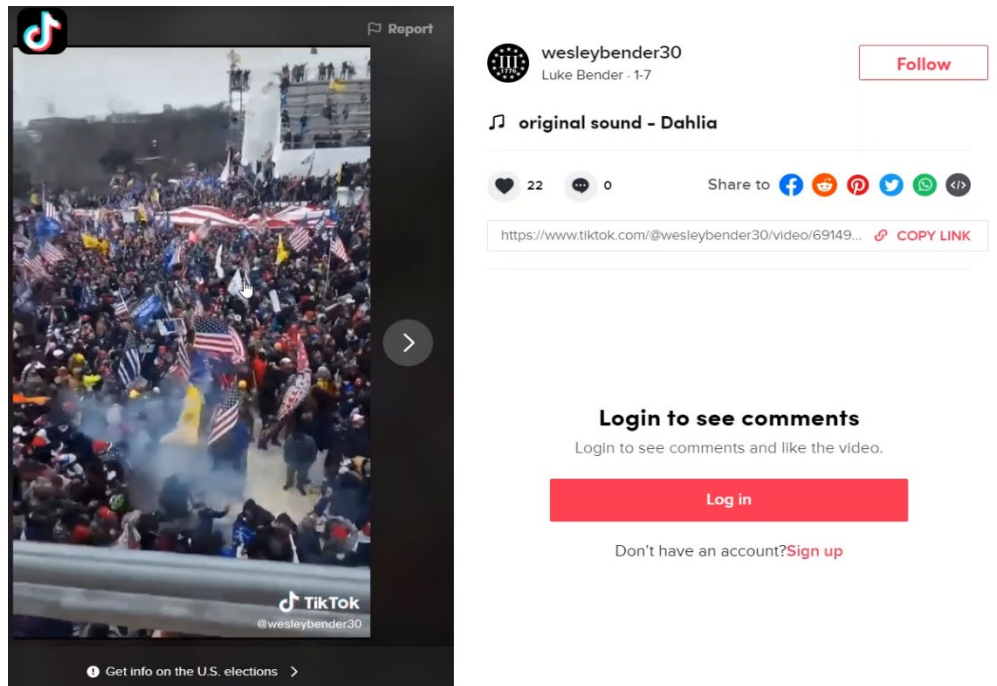 Report
TikTok
@wesleybender30
Get info on the U.S. elections
III
1776
wesleybender30
Luke Bender · 1-7
Follow
original sound - Dahlia
22
0
Share to
https://www.tiktok.com/@wesleybender30/video/69149...
COPY LINK
Login to see comments
Login to see comments and like the video.
Log in
Don't have an account?Sign up